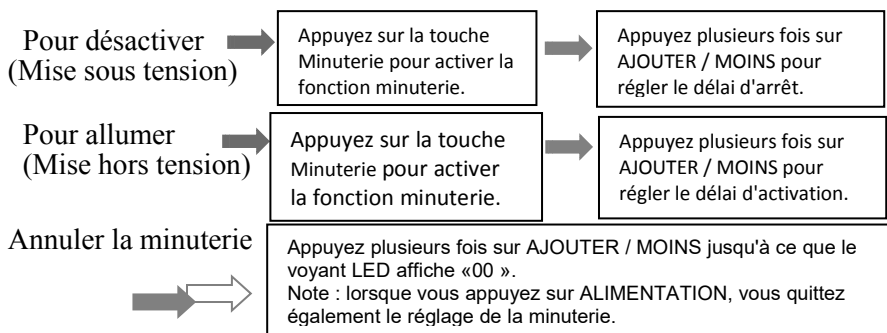 Pour désactiver
(Mise sous tension)
Appuyez sur la touche
Minuterie pour activer la
fonction minuterie.
Appuyez plusieurs fois sur
AJOUTER / MOINS pour
régler le délai d'arrêt.
Pour allumer
(Mise hors tension)
Appuyez sur la touche
Minuterie pour activer
la fonction minuterie.
Appuyez plusieurs fois sur
AJOUTER / MOINS pour
régler le délai d'activation.
Annuler la minuterie
Appuyez plusieurs fois sur AJOUTER / MOINS jusqu'à ce que le
voyant LED affiche «00 ».
Note : lorsque vous appuyez sur ALIMENTATION, vous quittez
également le réglage de la minuterie.